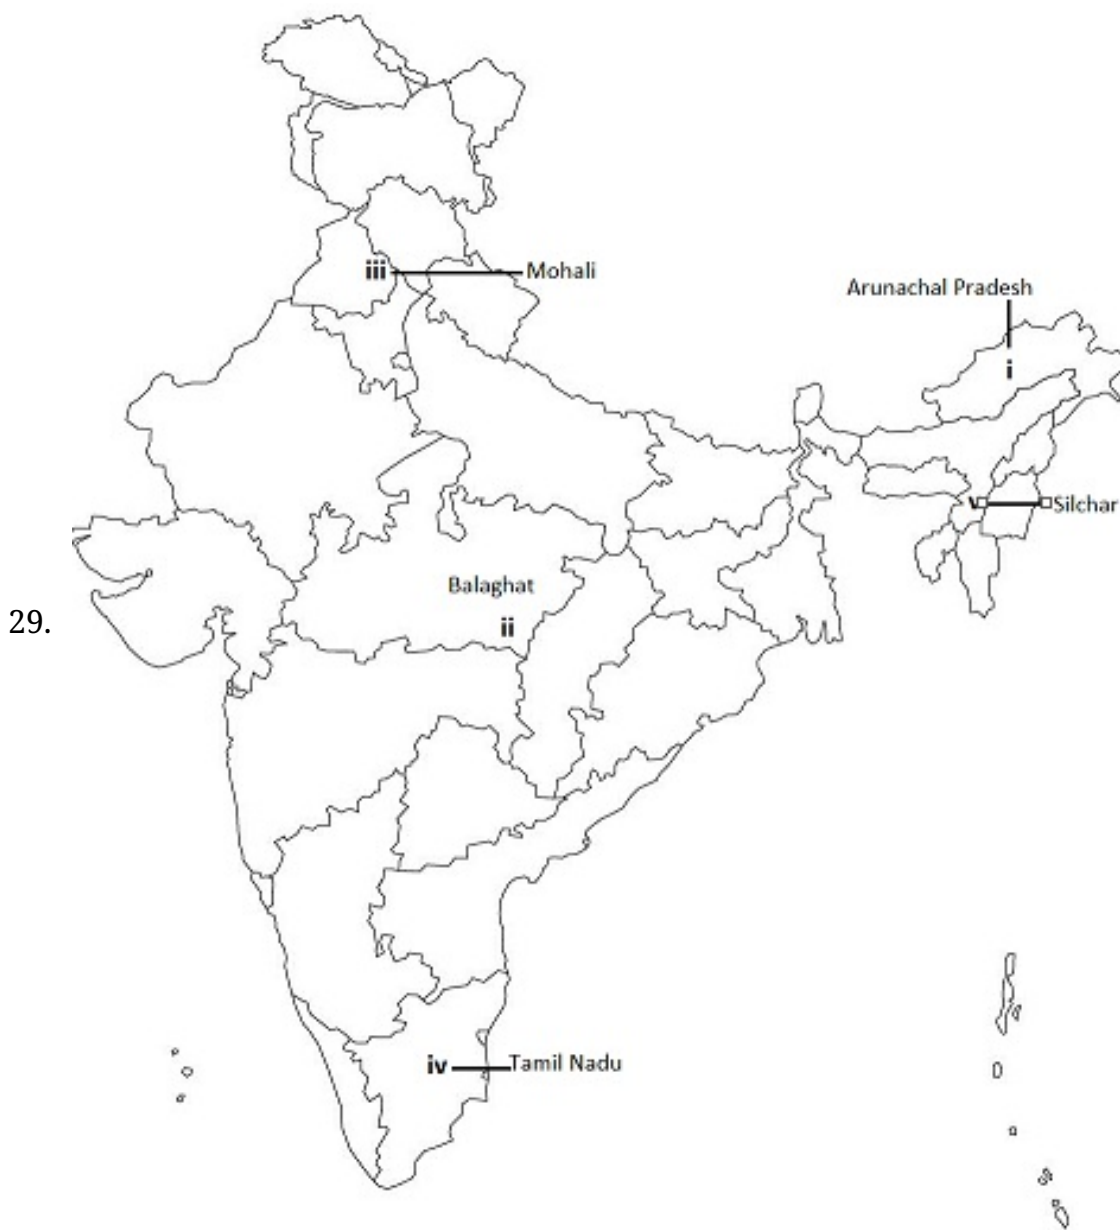 iii Mohali
Arunachal Pradesh
i
v Silchar
Balaghat
ii
29.
iv Tamil Nadu